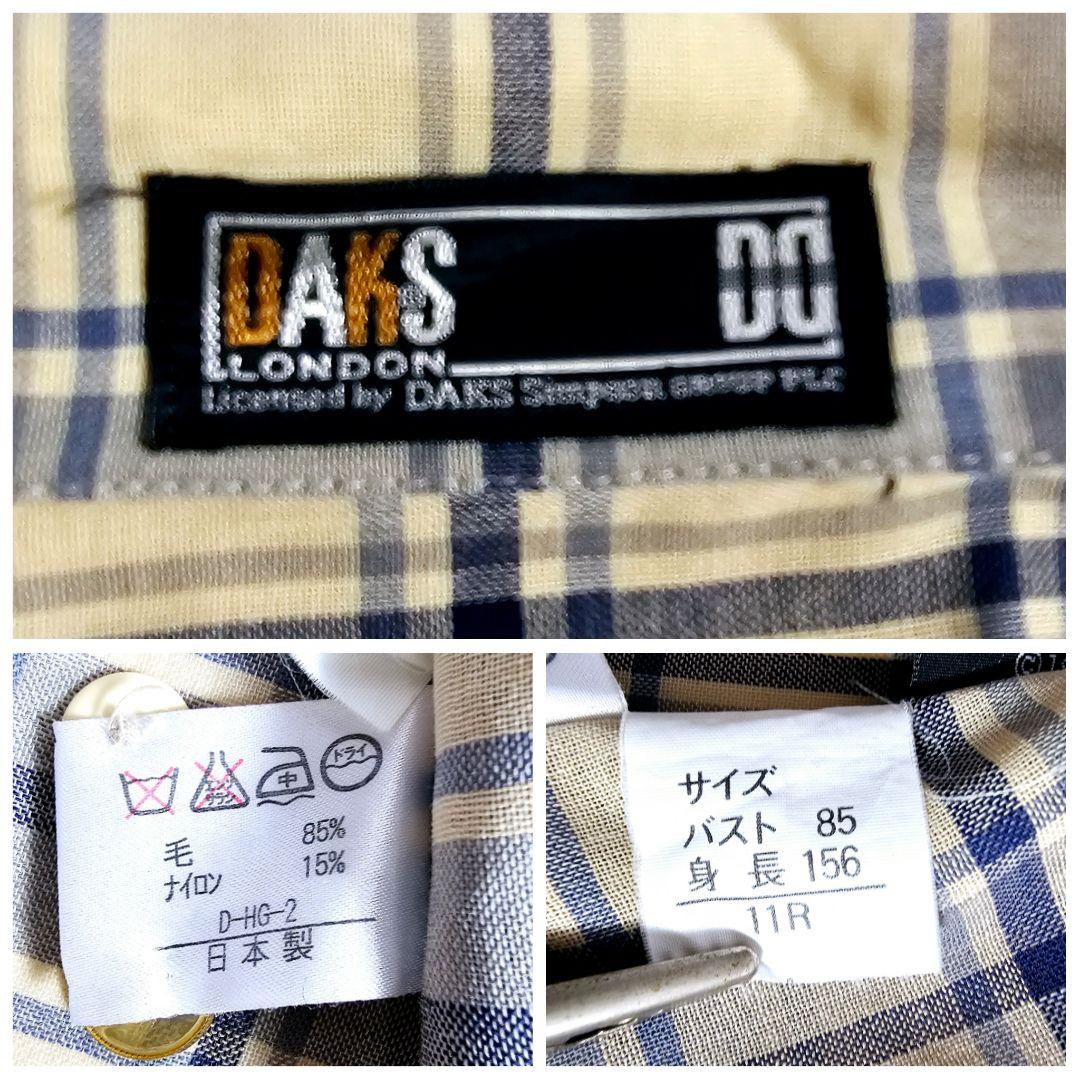 DAKS
LONDON
Licensed by DAKS Simpson GROUP PLC
ドライ
中
毛 85%
ナイロン 15%
D-HG-2
日本製
サイズ
バスト 85
身長 156
11R